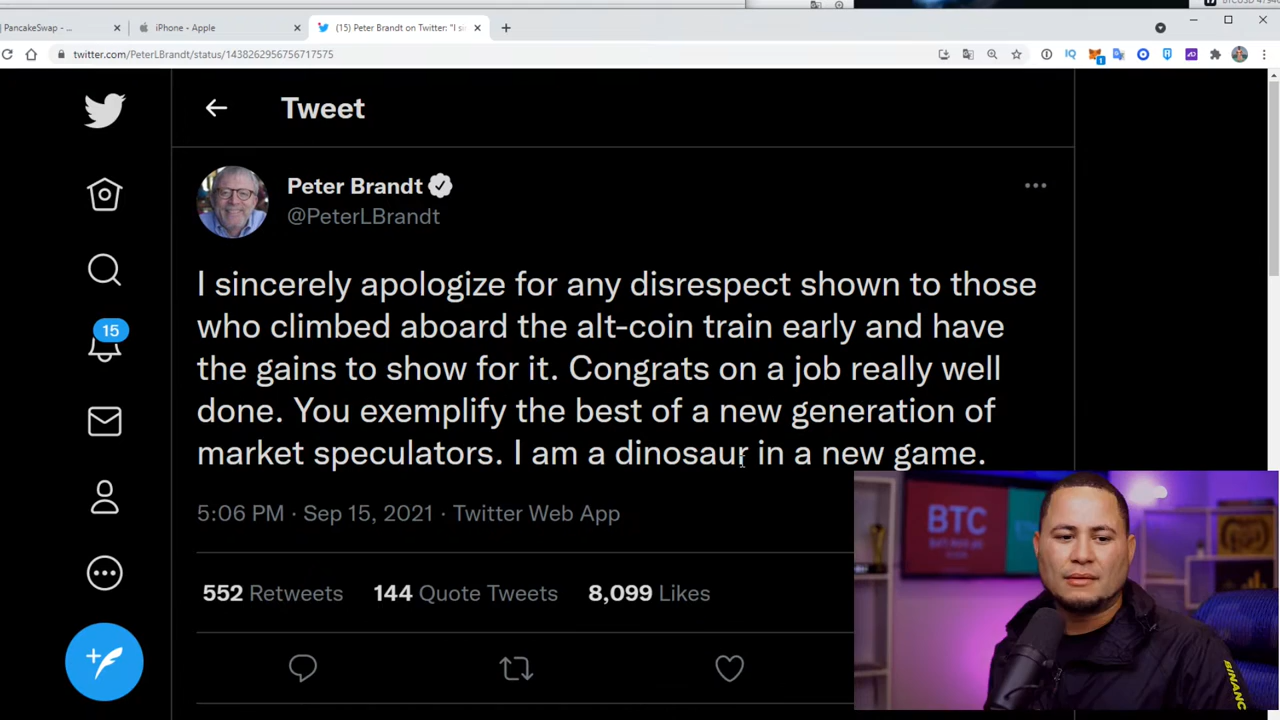 BTCUSD 4794
PancakeSwap - ...
iPhone - Apple
(15) Peter Brandt on Twitter: "I s
twitter.com/PeterLBrandt/status/1438262956756717575
Tweet
Peter Brandt
@PeterLBrandt
I sincerely apologize for any disrespect shown to those
who climbed aboard the alt-coin train early and have
the gains to show for it. Congrats on a job really well
done. You exemplify the best of a new generation of
market speculators. I am a dinosaur in a new game.
15
5:06 PM · Sep 15, 2021 · Twitter Web App
552 Retweets 144 Quote Tweets 8,099 Likes
BTC
BINANC